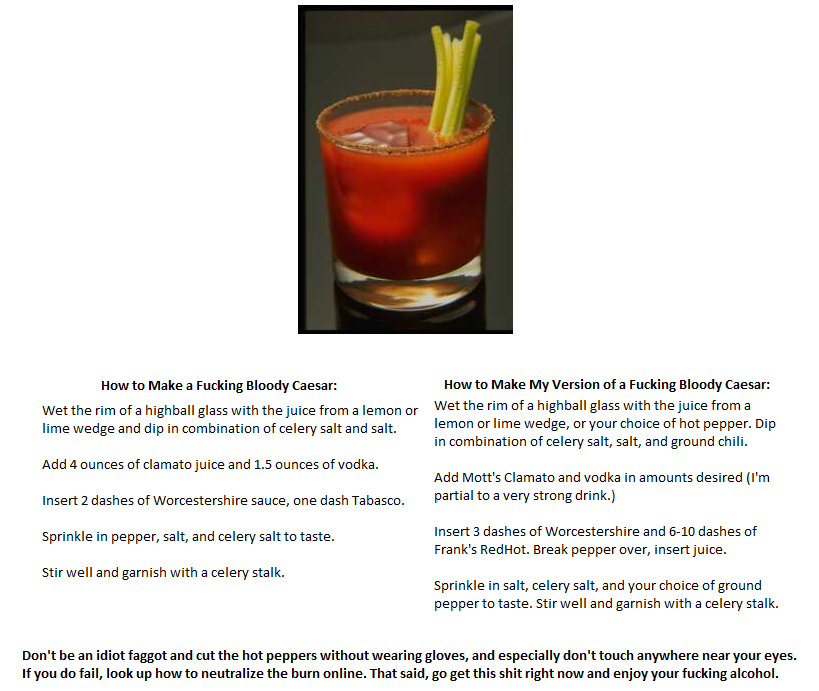 How to Make a Fucking Bloody Caesar:
Wet the rim of a highball glass with the juice from a lemon or
lime wedge and dip in combination of celery salt and salt.
Add 4 ounces of clamato juice and 1.5 ounces of vodka.
Insert 2 dashes of Worcestershire sauce, one dash Tabasco.
Sprinkle in pepper, salt, and celery salt to taste.
Stir well and garnish with a celery stalk.
How to Make My Version of a Fucking Bloody Caesar:
Wet the rim of a highball glass with the juice from a
lemon or lime wedge, or your choice of hot pepper. Dip
in combination of celery salt, salt, and ground chili.
Add Mott's Clamato and vodka in amounts desired (I'm
partial to a very strong drink.)
Insert 3 dashes of Worcestershire and 6-10 dashes of
Frank's RedHot. Break pepper over, insert juice.
Sprinkle in salt, celery salt, and your choice of ground
pepper to taste. Stir well and garnish with a celery stalk.
Don't be an idiot faggot and cut the hot peppers without wearing gloves, and especially don't touch anywhere near your eyes.
If you do fail, look up how to neutralize the burn online. That said, go get this shit right now and enjoy your fucking alcohol.